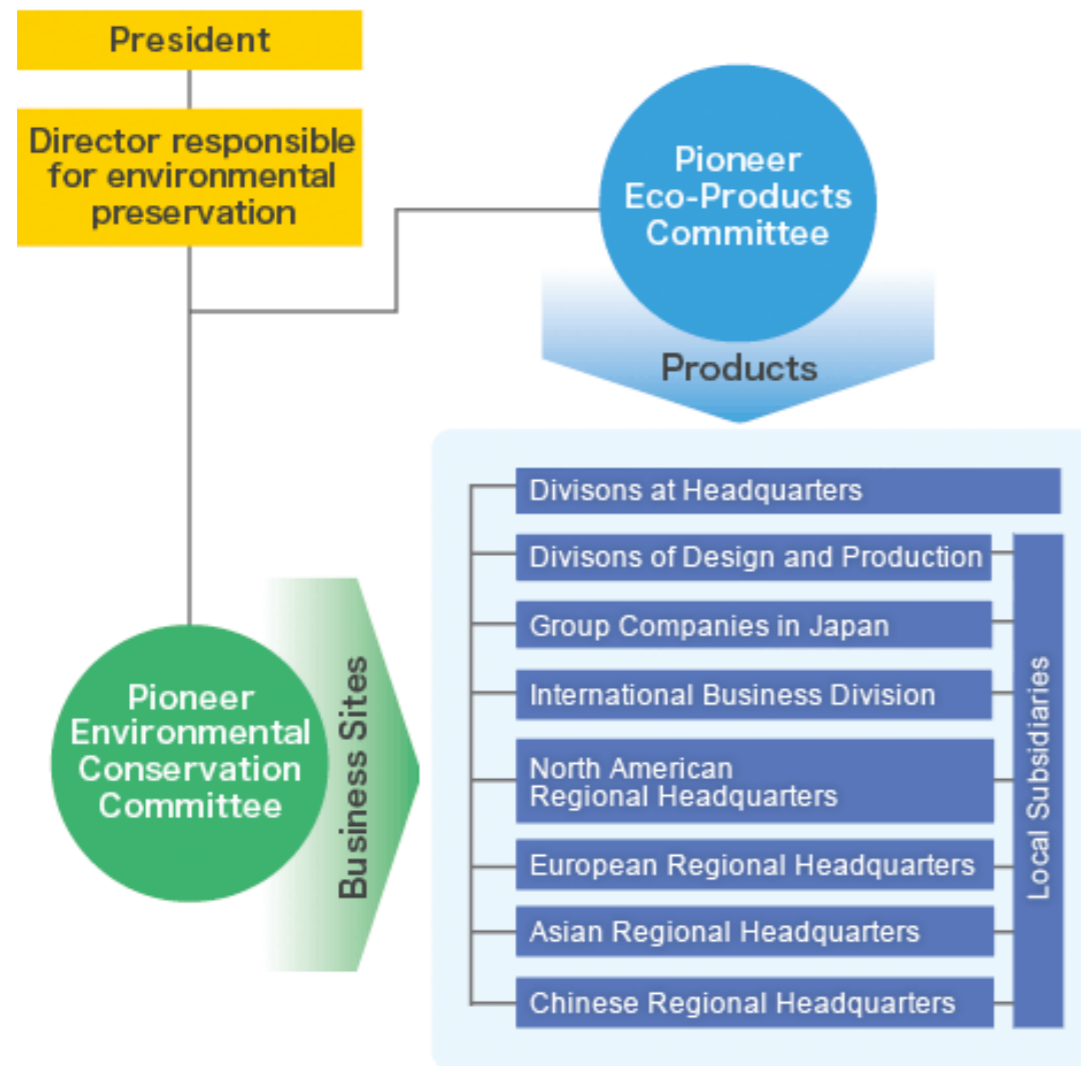 President
Director responsible
for environmental
preservation
Pioneer
Eco-Products
Committee
Products
Pioneer
Environmental
Conservation
Committee
Business Sites
Divisons at Headquarters
Divisons of Design and Production
Group Companies in Japan
International Business Division
North American
Regional Headquarters
European Regional Headquarters
Asian Regional Headquarters
Chinese Regional Headquarters
Local Subsidiaries